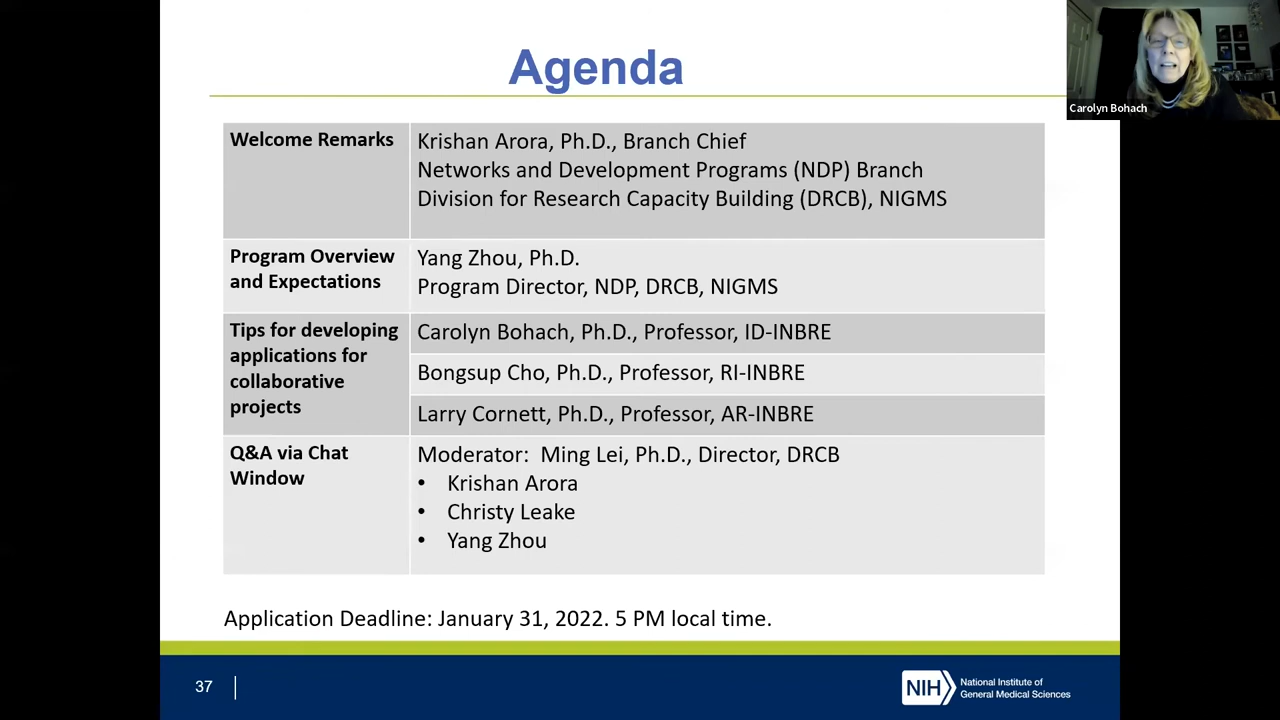 Agenda
Carolyn Bohach
Welcome Remarks
Krishan Arora, Ph.D., Branch Chief
Networks and Development Programs (NDP) Branch
Division for Research Capacity Building (DRCB), NIGMS
Program Overview
and Expectations
Yang Zhou, Ph.D.
Program Director, NDP, DRCB, NIGMS
Tips for developing
applications for
collaborative
projects
Carolyn Bohach, Ph.D., Professor, ID-INBRE
Bongsup Cho, Ph.D., Professor, RI-INBRE
Larry Cornett, Ph.D., Professor, AR-INBRE
Q&A via Chat
Window
Moderator:  Ming Lei, Ph.D., Director, DRCB
• Krishan Arora
• Christy Leake
• Yang Zhou
Application Deadline: January 31, 2022. 5 PM local time.
37
NIH
National Institute of
General Medical Sciences